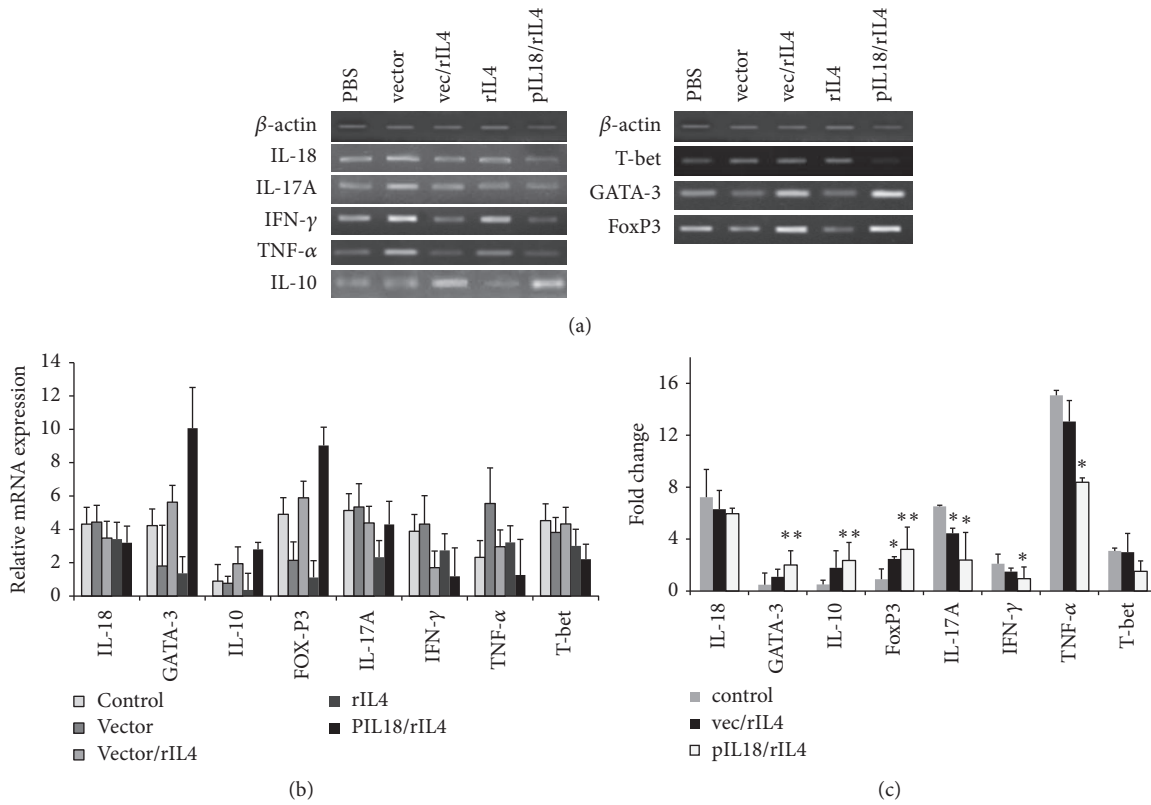 PBS vector vec/rIL4 rIL4 pIL18/rIL4
β-actin
IL-18
IL-17A
IFN-γ
TNF-α
IL-10
PBS vector vec/rIL4 rIL4 pIL18/rIL4
β-actin
T-bet
GATA-3
FoxP3
(a)
Relative mRNA expression
14
12
10
8
6
4
2
0
IL-18 GATA-3 IL-10 FOX-P3 IL-17A IFN-γ TNF-α T-bet
Control
Vector
Vector/rIL4
rIL4
PIL18/rIL4
(b)
Fold change
16
12
8
4
0
** ** * ** * * * *
IL-18 GATA-3 IL-10 FoxP3 IL-17A IFN-γ TNF-α T-bet
control
vec/rIL4
pIL18/rIL4
(c)